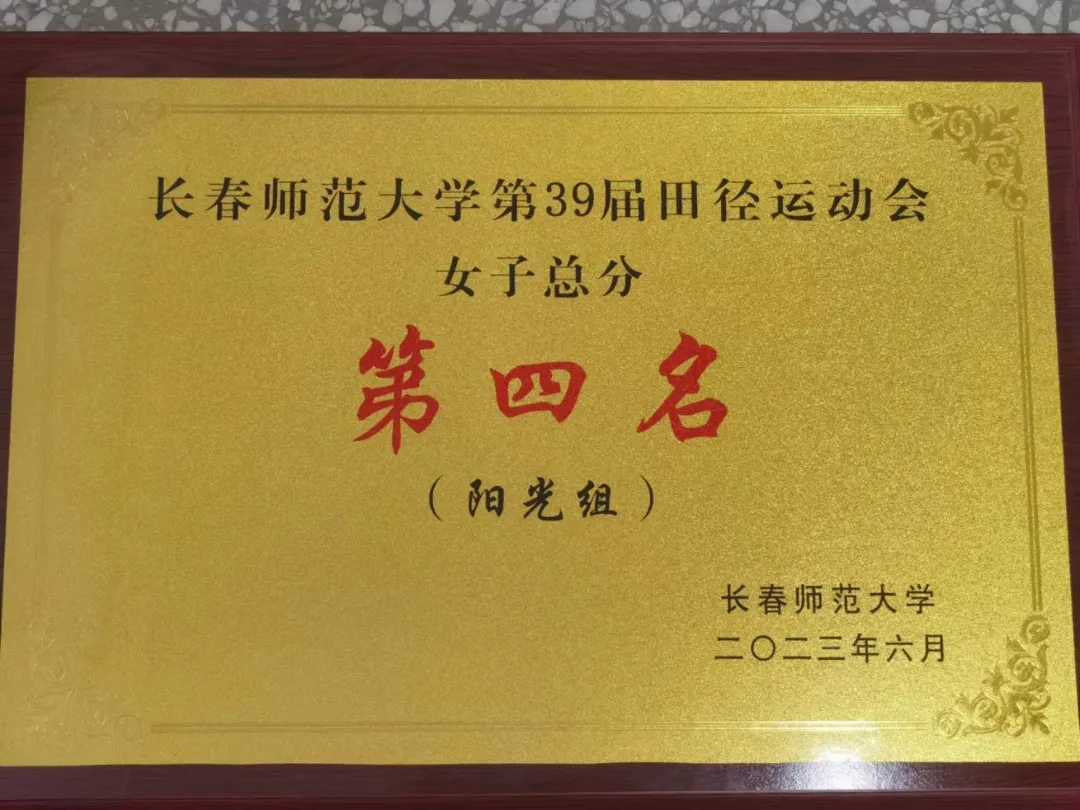 长春师范大学第39届田径运动会
女子总分
第四名
（阳光组）
长春师范大学
二〇二三年六月